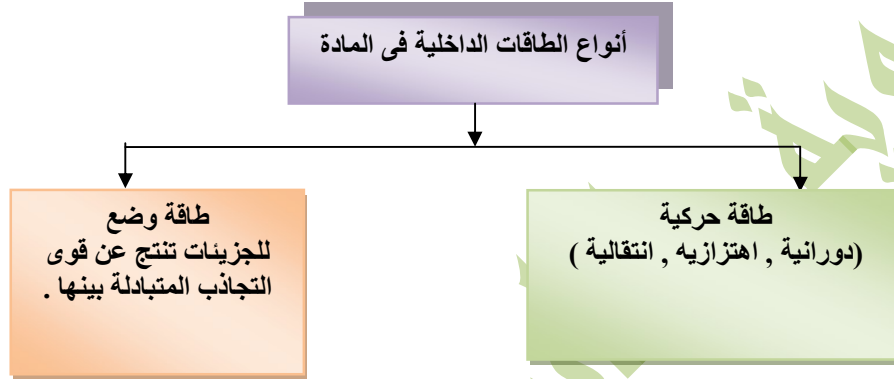 أنواع الطاقات الداخلية فى المادة
طاقة حركية
(دورانية , اهتزازيه , انتقالية )
طاقة وضع
للجزيئات تنتج عن قوى
التجاذب المتبادلة بينها .